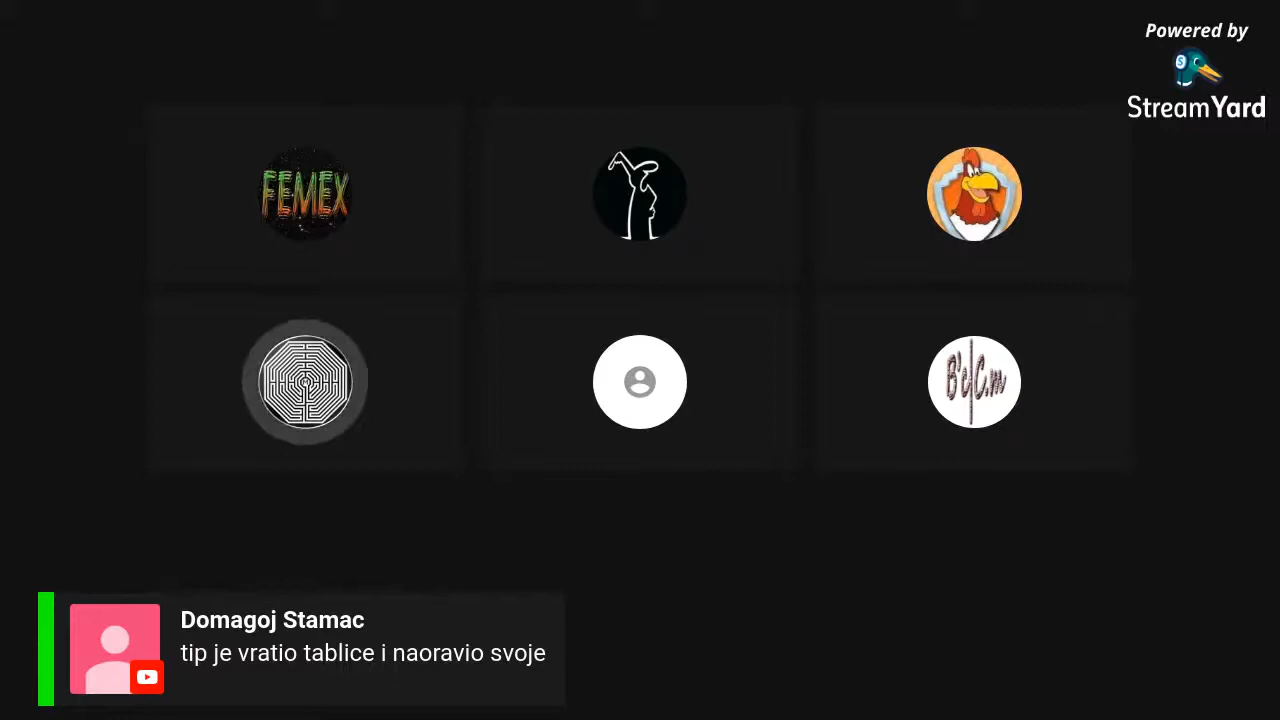 Powered by
StreamYard
FEMEX
B'c|C.m
Domagoj Stamac
tip je vratio tablice i naoravio svoje